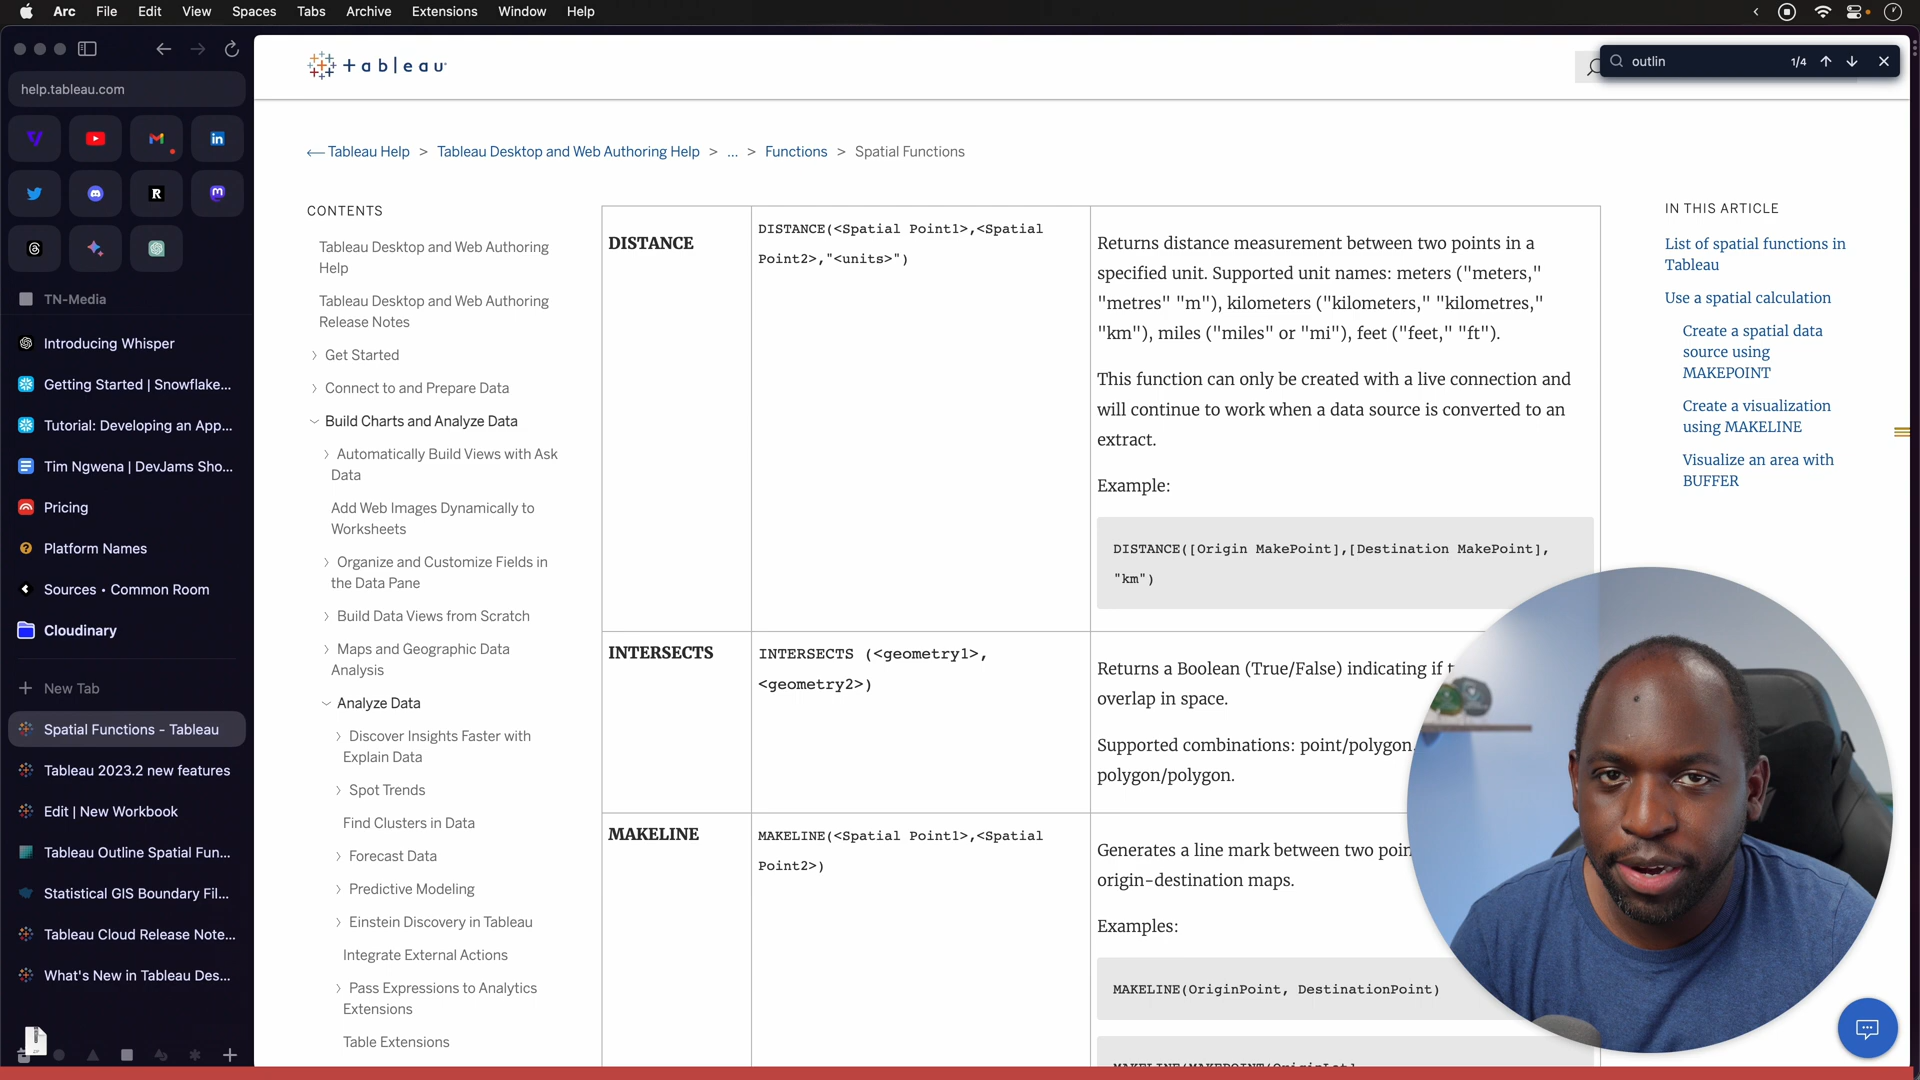 Arc File Edit View Spaces Tabs Archive Extensions Window Help
help.tableau.com
TN-Media
Introducing Whisper
Getting Started | Snowflake...
Tutorial: Developing an App...
Tim Ngwena | DevJams Sho...
Pricing
Platform Names
Sources • Common Room
Cloudinary
New Tab
Spatial Functions - Tableau
Tableau 2023.2 new features
Edit | New Workbook
Tableau Outline Spatial Fun...
Statistical GIS Boundary Fil...
Tableau Cloud Release Note...
What's New in Tableau Des...
tableau
outlin 1/4
Tableau Help > Tableau Desktop and Web Authoring Help > ... > Functions > Spatial Functions
CONTENTS
Tableau Desktop and Web Authoring
Help
Tableau Desktop and Web Authoring
Release Notes
Get Started
Connect to and Prepare Data
Build Charts and Analyze Data
Automatically Build Views with Ask
Data
Add Web Images Dynamically to
Worksheets
Organize and Customize Fields in
the Data Pane
Build Data Views from Scratch
Maps and Geographic Data
Analysis
Analyze Data
Discover Insights Faster with
Explain Data
Spot Trends
Find Clusters in Data
Forecast Data
Predictive Modeling
Einstein Discovery in Tableau
Integrate External Actions
Pass Expressions to Analytics
Extensions
Table Extensions
DISTANCE
DISTANCE(<Spatial Point1>,<Spatial
Point2>,"<units>")
Returns distance measurement between two points in a
specified unit. Supported unit names: meters ("meters,"
"metres" "m"), kilometers ("kilometers," "kilometres,"
"km"), miles ("miles" or "mi"), feet ("feet," "ft").
This function can only be created with a live connection and
will continue to work when a data source is converted to an
extract.
Example:
DISTANCE([Origin MakePoint],[Destination MakePoint],
"km")
INTERSECTS
INTERSECTS (<geometry1>,
<geometry2>)
Returns a Boolean (True/False) indicating if
overlap in space.
Supported combinations: point/polygon,
polygon/polygon.
MAKELINE
MAKELINE(<Spatial Point1>,<Spatial
Point2>)
Generates a line mark between two
origin-destination maps.
Examples:
MAKELINE(OriginPoint, DestinationPoint)
IN THIS ARTICLE
List of spatial functions in
Tableau
Use a spatial calculation
Create a spatial data
source using
MAKEPOINT
Create a visualization
using MAKELINE
Visualize an area with
BUFFER